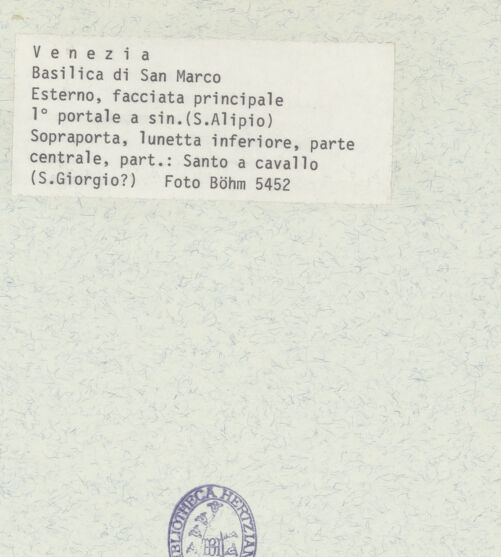 V e n e z i a
Basilica di San Marco
Esterno, facciata principale
1° portale a sin.(S.Alipio)
Sopraporta, lunetta inferiore, parte
centrale, part.: Santo a cavallo
(S.Giorgio?)   Foto Böhm 5452
BIBLIOTHECA HERTZIAN